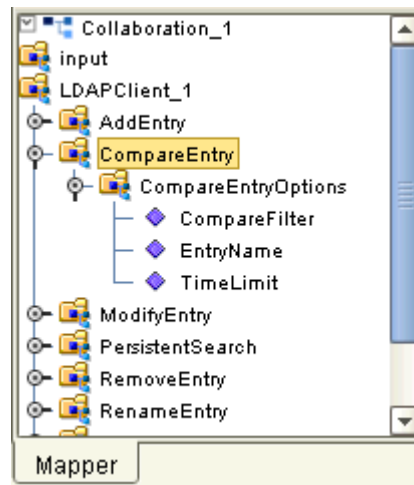 Collaboration_1
input
LDAPClient_1
AddEntry
CompareEntry
CompareEntryOptions
CompareFilter
EntryName
TimeLimit
ModifyEntry
PersistentSearch
RemoveEntry
RenameEntry
Mapper